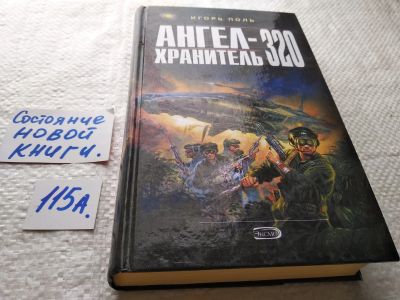 Состояние
НОВОЙ
КНИГИ.
115А.
ИГОРЬ ПОЛЬ
АНГЕЛ-
ХРАНИТЕЛЬ 320
ЭКСМО